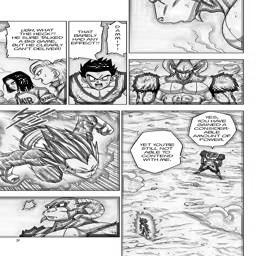 UGH, WHAT
THE HECK?!
HE SURE TALKED
A BIG GAME,
BUT HE CLEARLY
CAN'T DELIVER!
THAT
BARELY
HAD ANY
EFFECT!!
DAMMIT!
YES,
YOU HAVE
GAINED A
CONSIDER-
ABLE
AMOUNT OF
POWER.
YET YOU'RE
STILL NOT
ABLE TO
CONTEND
WITH ME.